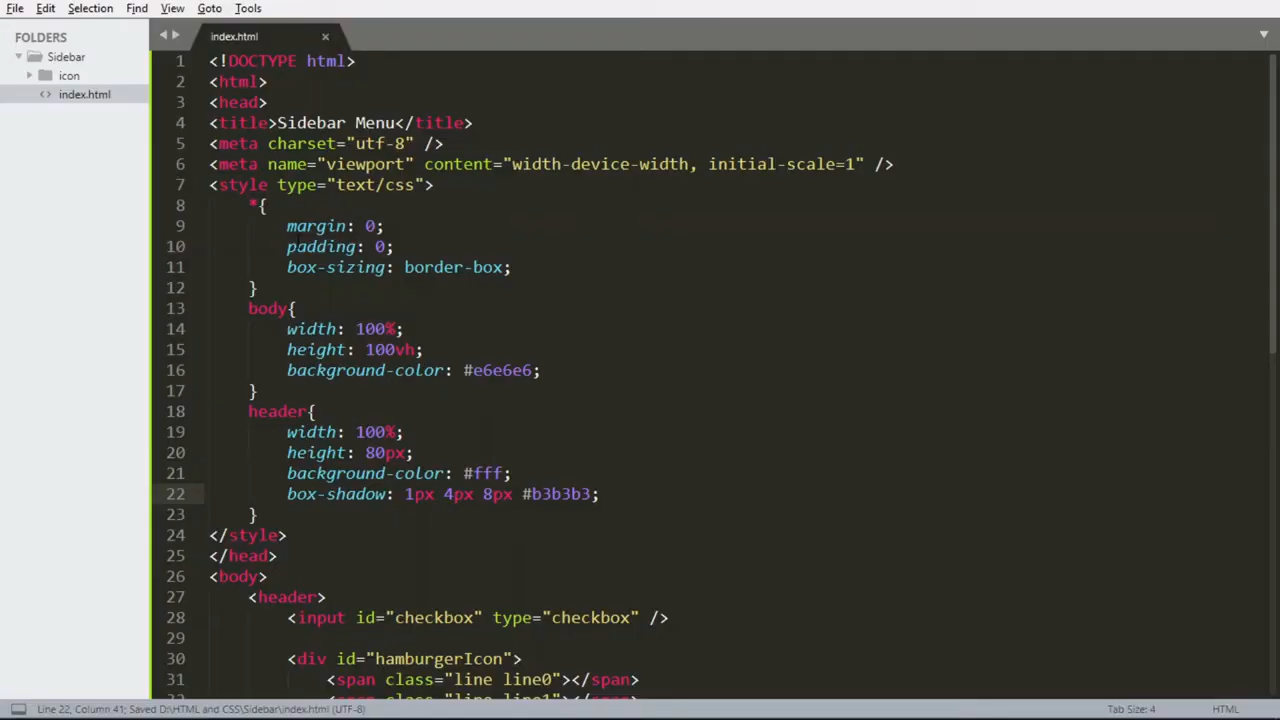 File Edit Selection Find View Goto Tools
FOLDERS
Sidebar
icon
<> index.html
index.html ×
1 <!DOCTYPE html>
2 <html>
3 <head>
4 <title>Sidebar Menu</title>
5 <meta charset="utf-8" />
6 <meta name="viewport" content="width-device-width, initial-scale=1" />
7 <style type="text/css">
8 *{
9 margin: 0;
10 padding: 0;
11 box-sizing: border-box;
12 }
13 body{
14 width: 100%;
15 height: 100vh;
16 background-color: #e6e6e6;
17 }
18 header{
19 width: 100%;
20 height: 80px;
21 background-color: #fff;
22 box-shadow: 1px 4px 8px #b3b3b3;
23 }
24 </style>
25 </head>
26 <body>
27 <header>
28 <input id="checkbox" type="checkbox" />
29
30 <div id="hamburgerIcon">
31 <span class="line line0"></span>
32 <span class="line line1"></span>
Line 22, Column 41; Saved D:\HTML and CSS\Sidebar\index.html (UTF-8) Tab Size: 4 HTML